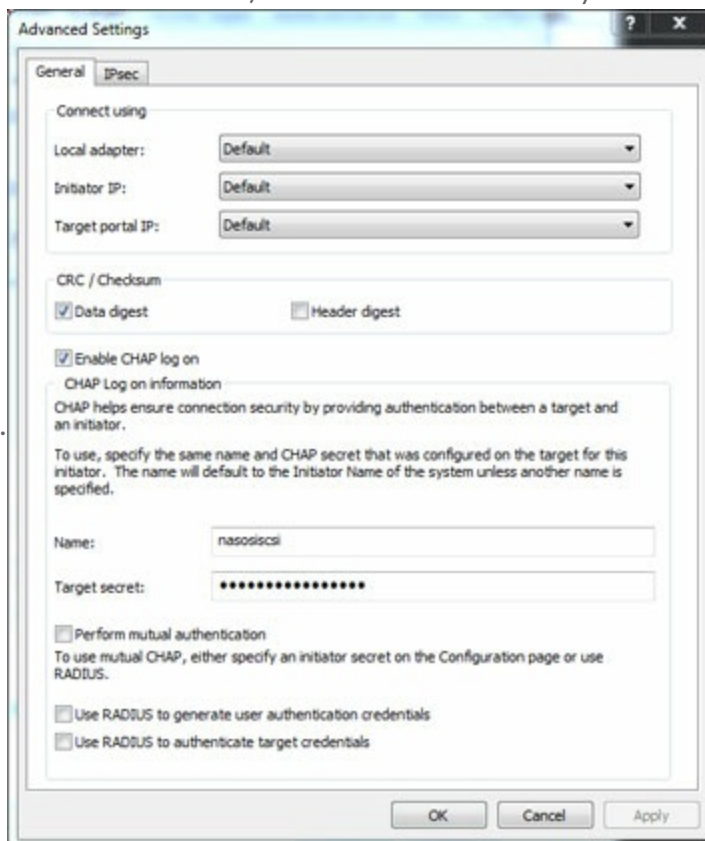 Advanced Settings
General
IPsec
Connect using
Local adapter:
Default
Initiator IP:
Default
Target portal IP:
Default
CRC / Checksum
Data digest
Header digest
Enable CHAP log on
CHAP Log on information
CHAP helps ensure connection security by providing authentication between a target and
an initiator.
To use, specify the same name and CHAP secret that was configured on the target for this
initiator. The name will default to the Initiator Name of the system unless another name is
specified.
Name:
nasosiscsi
Target secret:
••••••••••••••••
Perform mutual authentication
To use mutual CHAP, either specify an initiator secret on the Configuration page or use
RADIUS.
Use RADIUS to generate user authentication credentials
Use RADIUS to authenticate target credentials
OK
Cancel
Apply